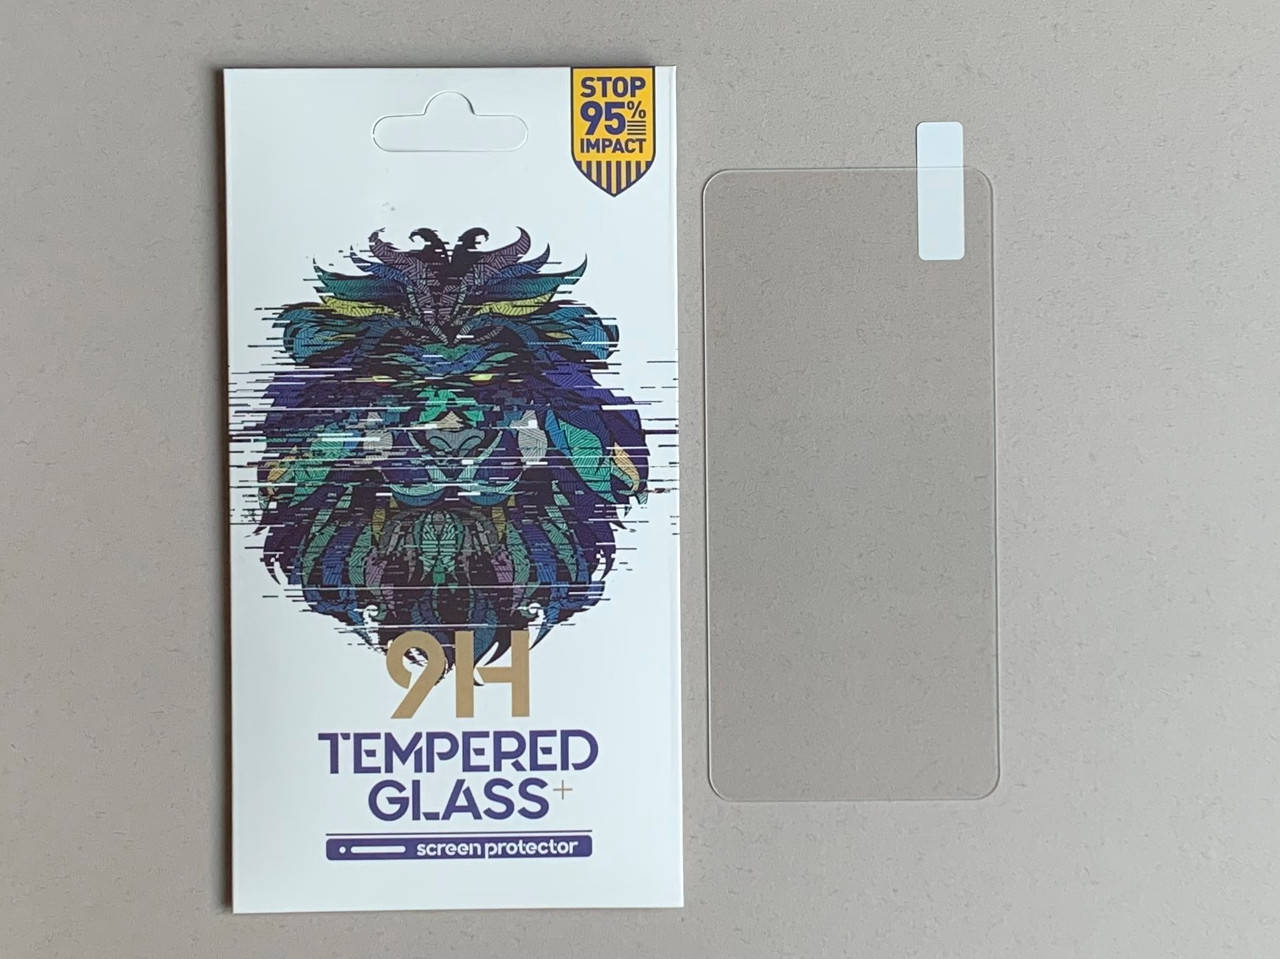 STOP
95%
IMPACT
9H
TEMPERED
GLASS+
screen protector